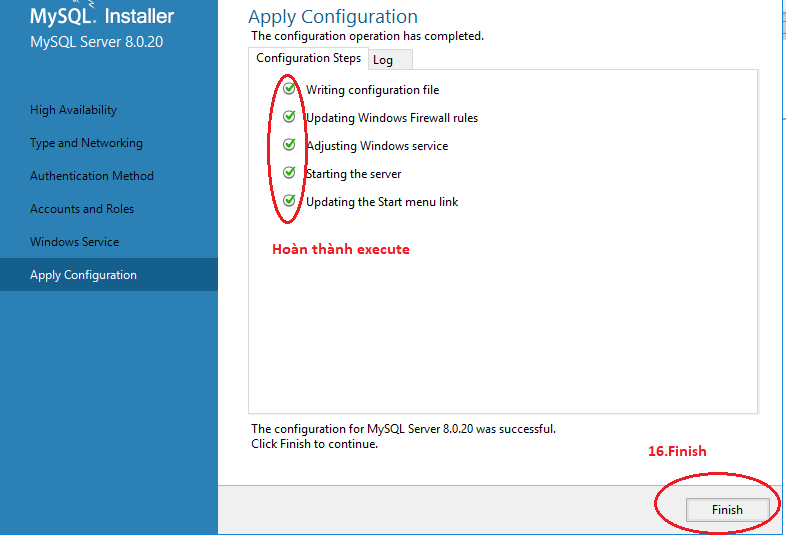 MySQL. Installer
MySQL Server 8.0.20
High Availability
Type and Networking
Authentication Method
Accounts and Roles
Windows Service
Apply Configuration
Apply Configuration
The configuration operation has completed.
Configuration Steps
Log
Writing configuration file
Updating Windows Firewall rules
Adjusting Windows service
Starting the server
Updating the Start menu link
Hoàn thành execute
The configuration for MySQL Server 8.0.20 was successful.
Click Finish to continue.
16.Finish
Finish